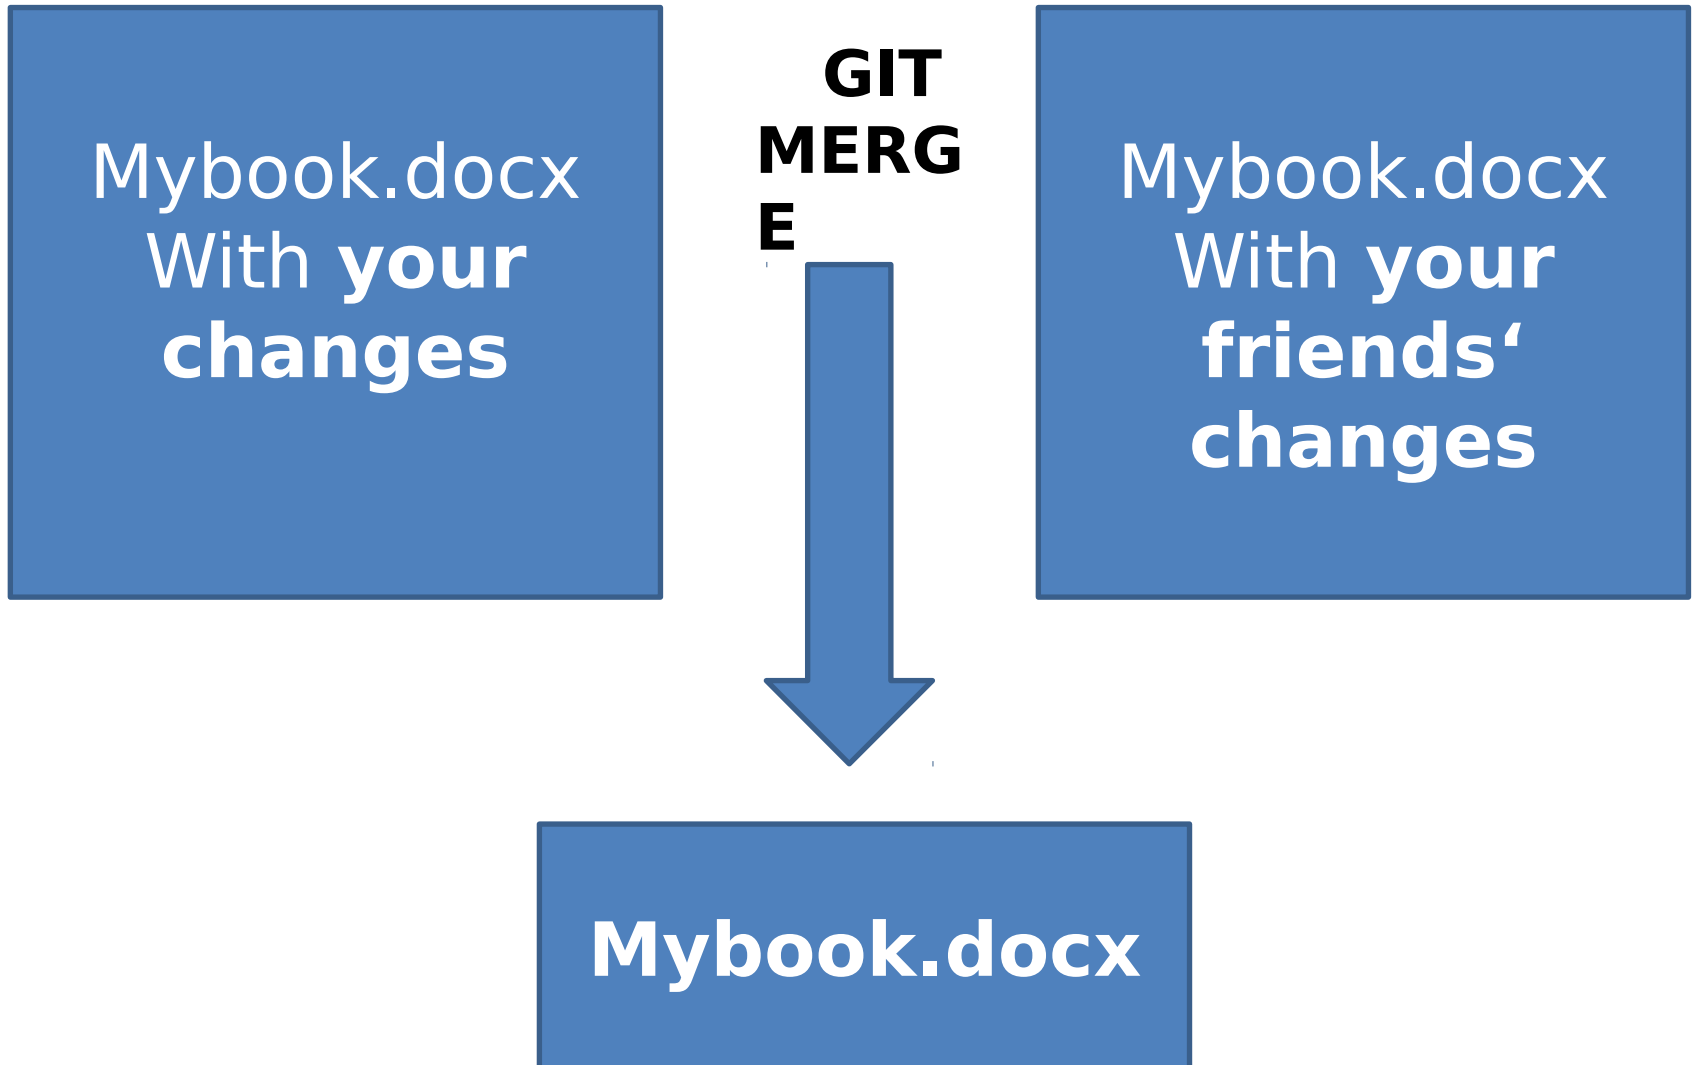 Mybook.docx
With your
changes
GIT
MERG
E
Mybook.docx
With your
friends‘
changes
Mybook.docx